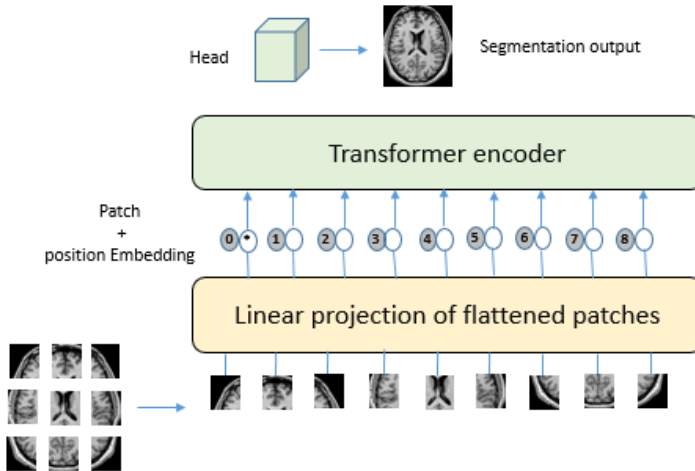 Head
Segmentation output
Transformer encoder
Patch
+
position Embedding
0 * 1 2 3 4 5 6 7 8
Linear projection of flattened patches